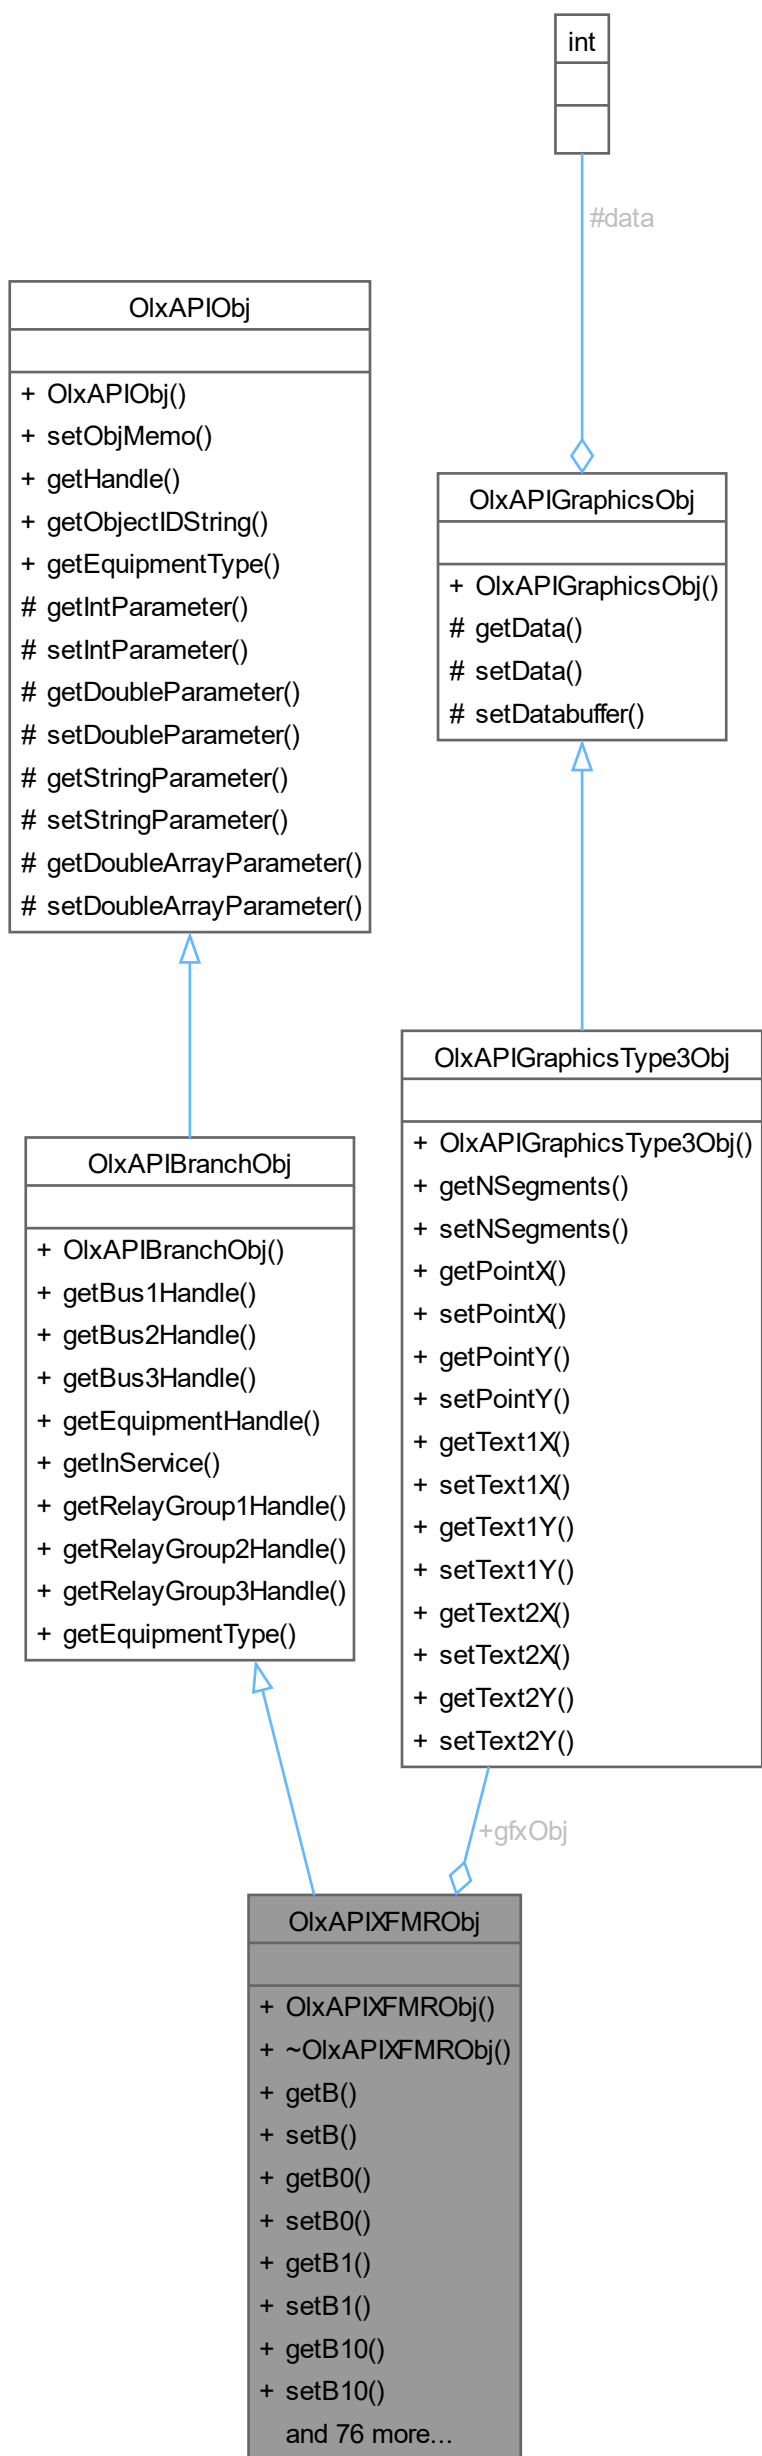 int
#data
OlxAPIObj
+ OlxAPIObj()
+ setObjMemo()
+ getHandle()
+ getObjectIDString()
+ getEquipmentType()
# getIntParameter()
# setIntParameter()
# getDoubleParameter()
# setDoubleParameter()
# getStringParameter()
# setStringParameter()
# getDoubleArrayParameter()
# setDoubleArrayParameter()
OlxAPIGraphicsObj
+ OlxAPIGraphicsObj()
# getData()
# setData()
# setDatabuffer()
OlxAPIBranchObj
+ OlxAPIBranchObj()
+ getBus1Handle()
+ getBus2Handle()
+ getBus3Handle()
+ getEquipmentHandle()
+ getInService()
+ getRelayGroup1Handle()
+ getRelayGroup2Handle()
+ getRelayGroup3Handle()
+ getEquipmentType()
OlxAPIGraphicsType3Obj
+ OlxAPIGraphicsType3Obj()
+ getNSegments()
+ setNSegments()
+ getPointX()
+ setPointX()
+ getPointY()
+ setPointY()
+ getText1X()
+ setText1X()
+ getText1Y()
+ setText1Y()
+ getText2X()
+ setText2X()
+ getText2Y()
+ setText2Y()
+gfxObj
OlxAPIXFMRObj
+ OlxAPIXFMRObj()
+ ~OlxAPIXFMRObj()
+ getB()
+ setB()
+ getB0()
+ setB0()
+ getB1()
+ setB1()
+ getB10()
+ setB10()
and 76 more...